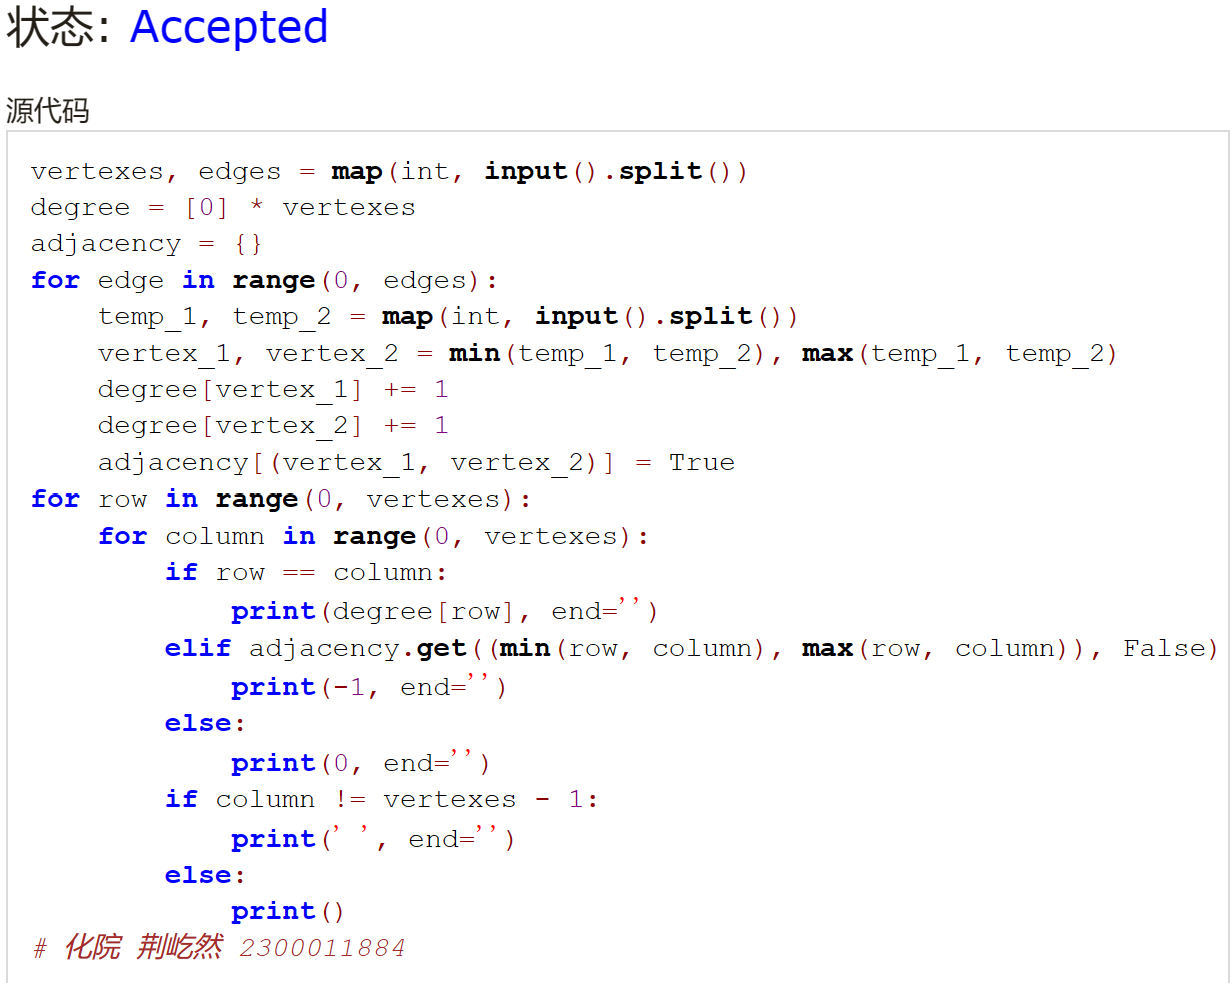 状态: Accepted
源代码
vertexes, edges = map(int, input().split())
degree = [0] * vertexes
adjacency = {}
for edge in range(0, edges):
    temp_1, temp_2 = map(int, input().split())
    vertex_1, vertex_2 = min(temp_1, temp_2), max(temp_1, temp_2)
    degree[vertex_1] += 1
    degree[vertex_2] += 1
    adjacency[(vertex_1, vertex_2)] = True
for row in range(0, vertexes):
    for column in range(0, vertexes):
        if row == column:
            print(degree[row], end='')
        elif adjacency.get((min(row, column), max(row, column)), False)
            print(-1, end='')
        else:
            print(0, end='')
        if column != vertexes - 1:
            print(' ', end='')
        else:
            print()
# 化院 荆屹然 2300011884